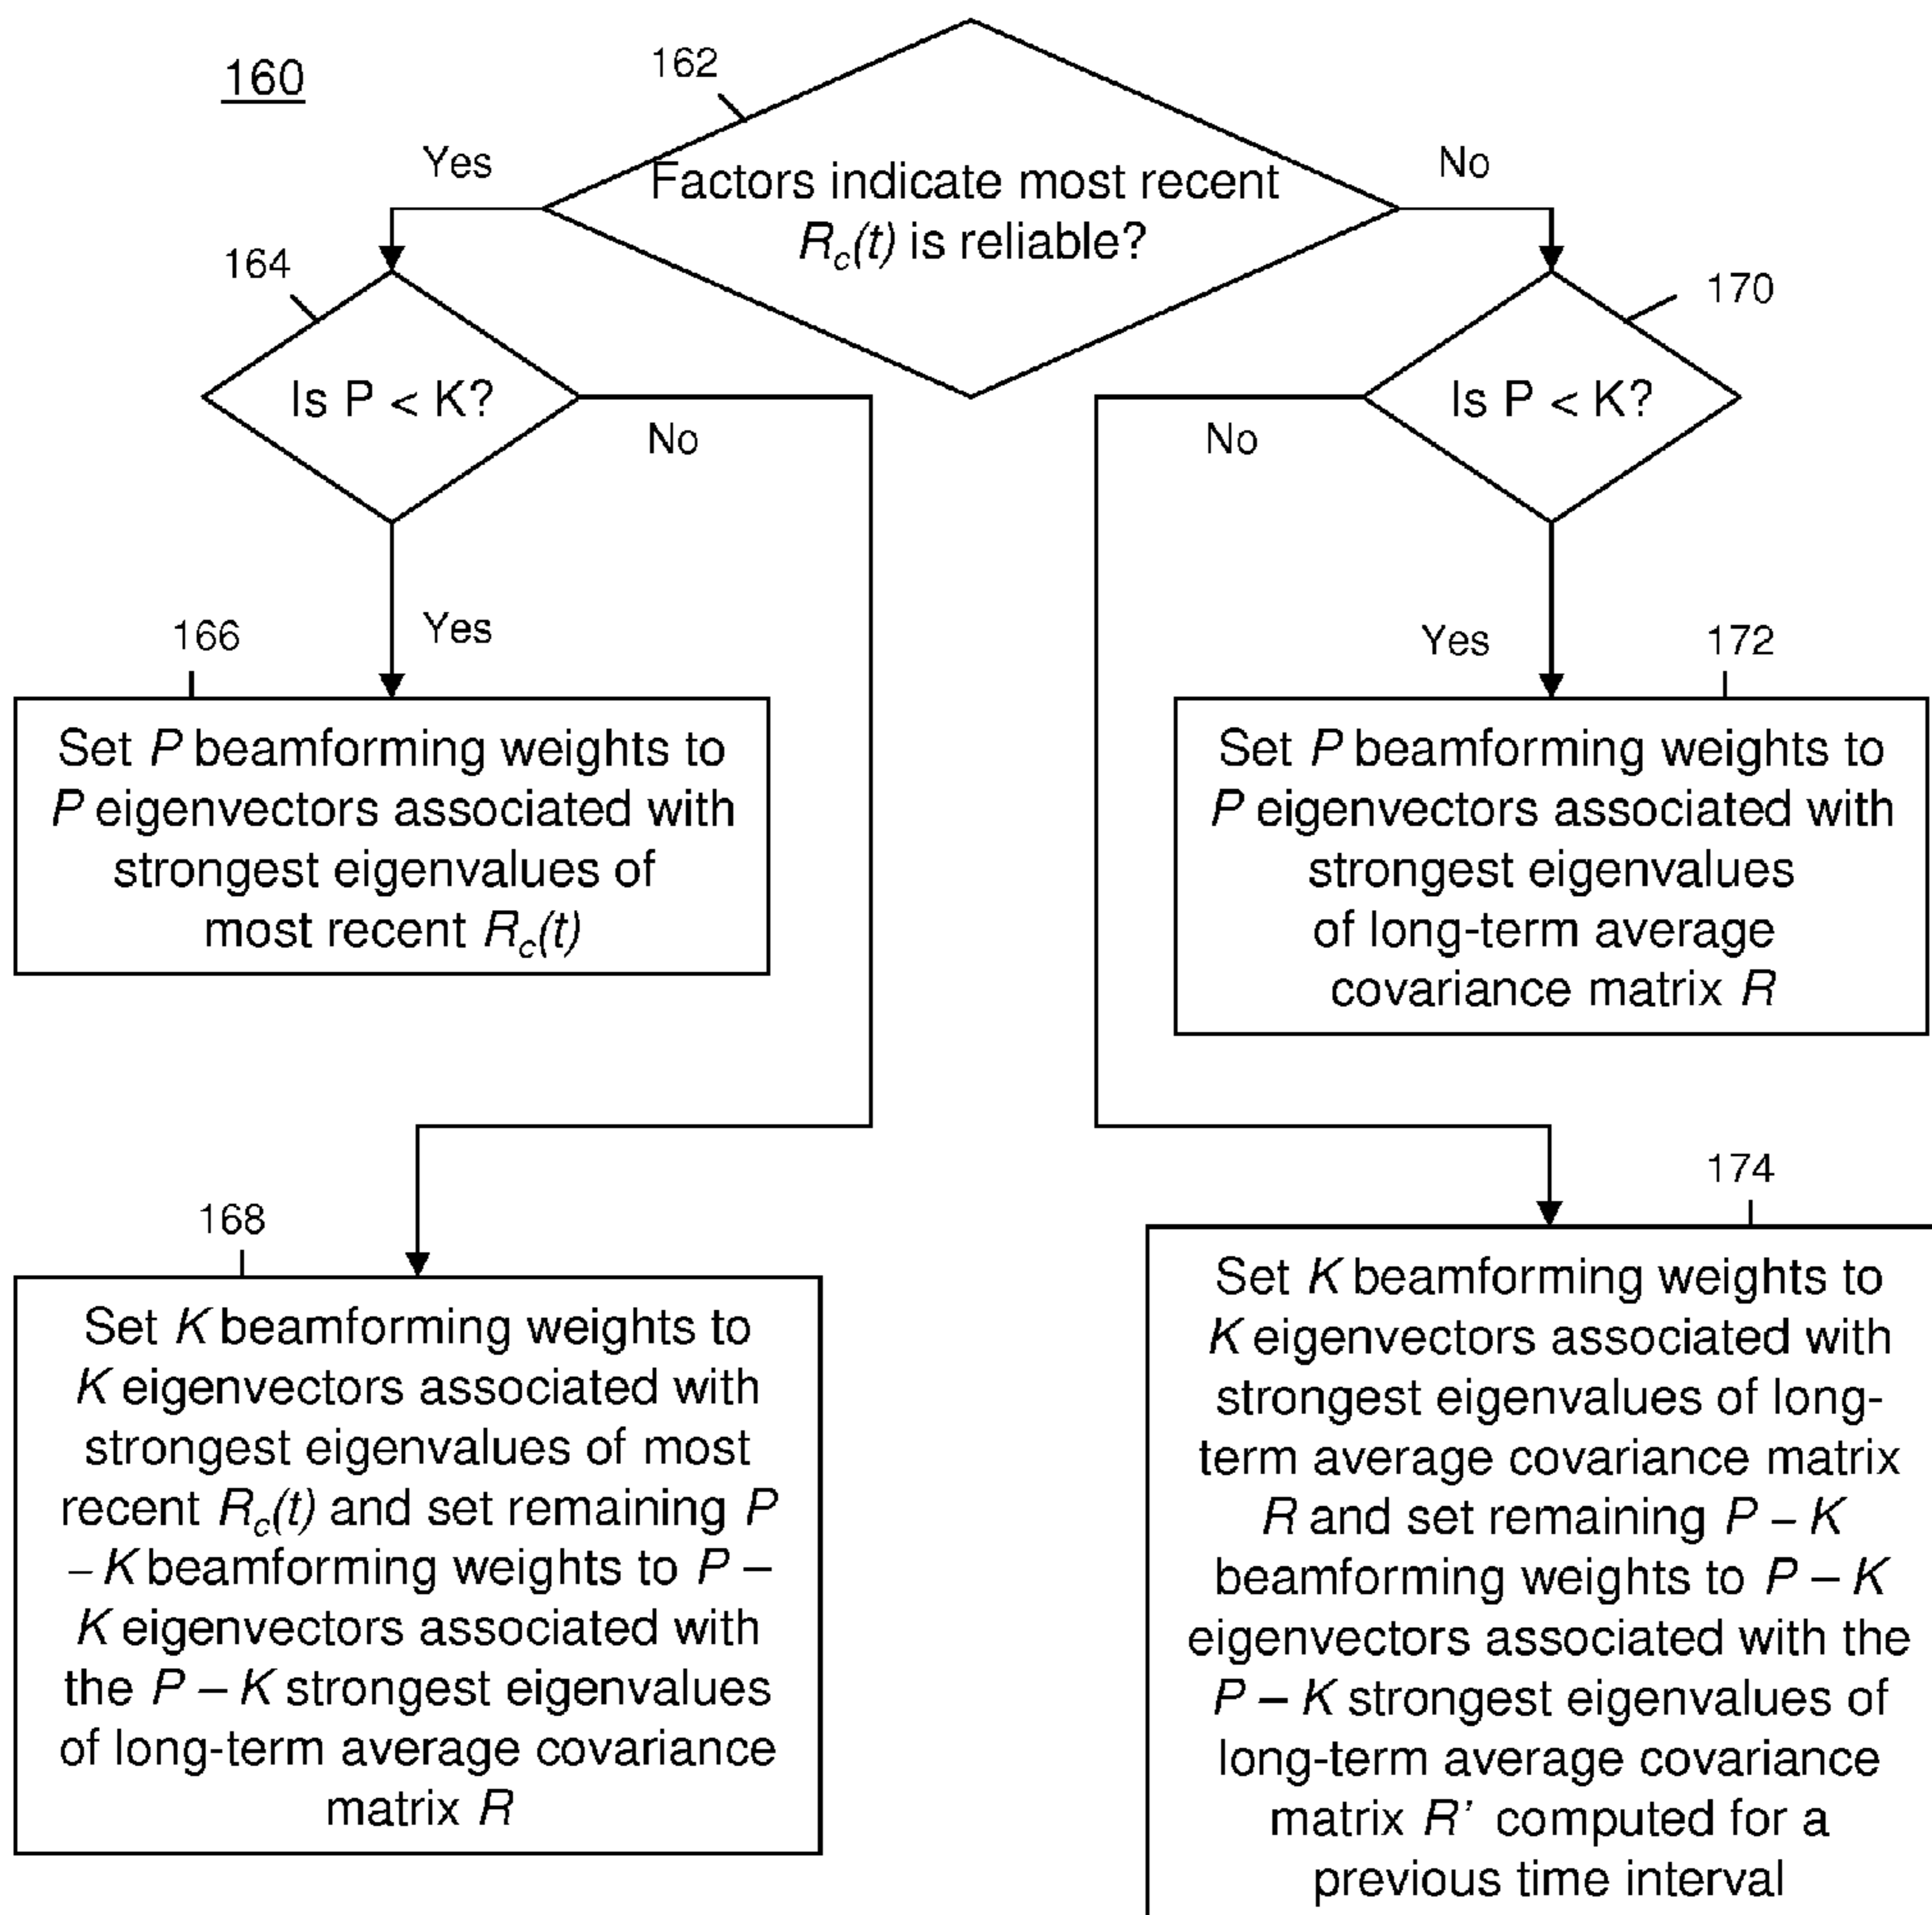 160
162
Yes
Factors indicate most recent
Rc(t) is reliable?
No
164
Is P < K?
No
170
Is P < K?
No
166
Yes
Set P beamforming weights to
P eigenvectors associated with
strongest eigenvalues of
most recent Rc(t)
Yes
172
Set P beamforming weights to
P eigenvectors associated with
strongest eigenvalues
of long-term average
covariance matrix R
168
Set K beamforming weights to
K eigenvectors associated with
strongest eigenvalues of most
recent Rc(t) and set remaining P
– K beamforming weights to P –
K eigenvectors associated with
the P – K strongest eigenvalues
of long-term average covariance
matrix R
174
Set K beamforming weights to
K eigenvectors associated with
strongest eigenvalues of long-
term average covariance matrix
R and set remaining P – K
beamforming weights to P – K
eigenvectors associated with the
P – K strongest eigenvalues of
long-term average covariance
matrix R’ computed for a
previous time interval